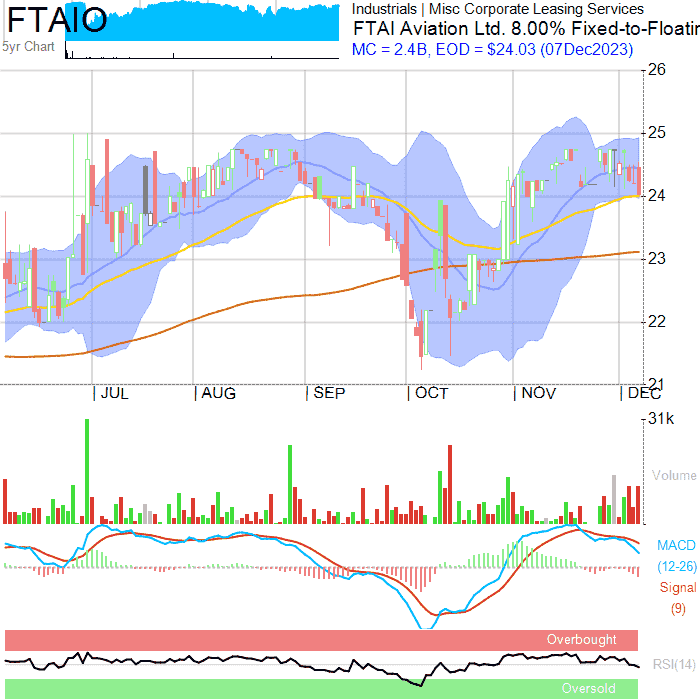 FTAIO
5yr Chart
Industrials | Misc Corporate Leasing Services
FTAI Aviation Ltd. 8.00% Fixed-to-Floatin
MC = 2.4B, EOD = $24.03 (07Dec2023)
26
25
24
23
22
21
| JUL | AUG | SEP | OCT | NOV | DEC
31k
Volume
MACD
(12-26)
Signal
(9)
Overbought
RSI(14)
Oversold